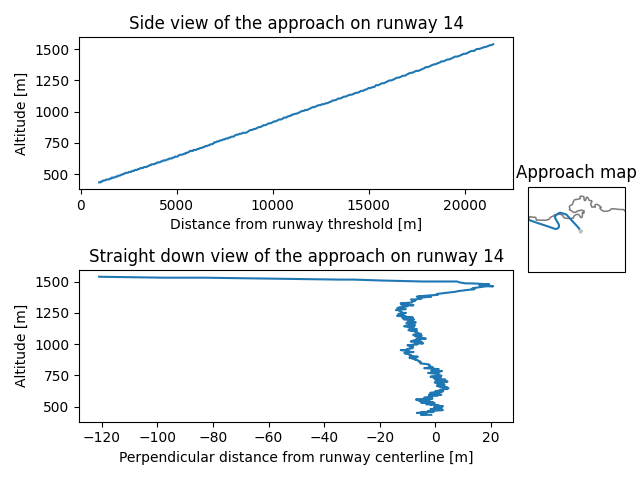 Side view of the approach on runway 14
1500
1250
1000
750
500
Altitude [m]
0 5000 10000 15000 20000
Distance from runway threshold [m]
Approach map
Straight down view of the approach on runway 14
1500
1250
1000
750
500
Altitude [m]
−120 −100 −80 −60 −40 −20 0 20
Perpendicular distance from runway centerline [m]